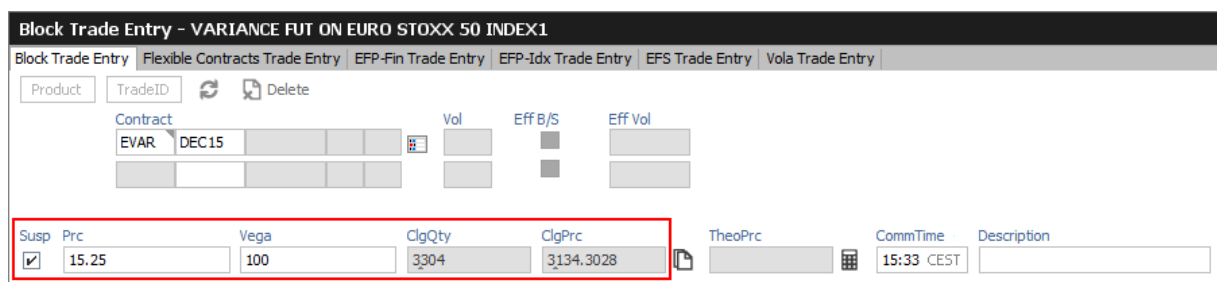 Block Trade Entry - VARIANCE FUT ON EURO STOXX 50 INDEX1
Block Trade Entry Flexible Contracts Trade Entry EFP-Fin Trade Entry EFP-Idx Trade Entry EFS Trade Entry Vola Trade Entry
Product TradeID Delete
Contract Vol Eff B/S Eff Vol
EVAR DEC15
Susp Prc Vega ClgQty ClgPrc TheoPrc CommTime Description
15.25 100 3304 3134.3028 15:33 CEST